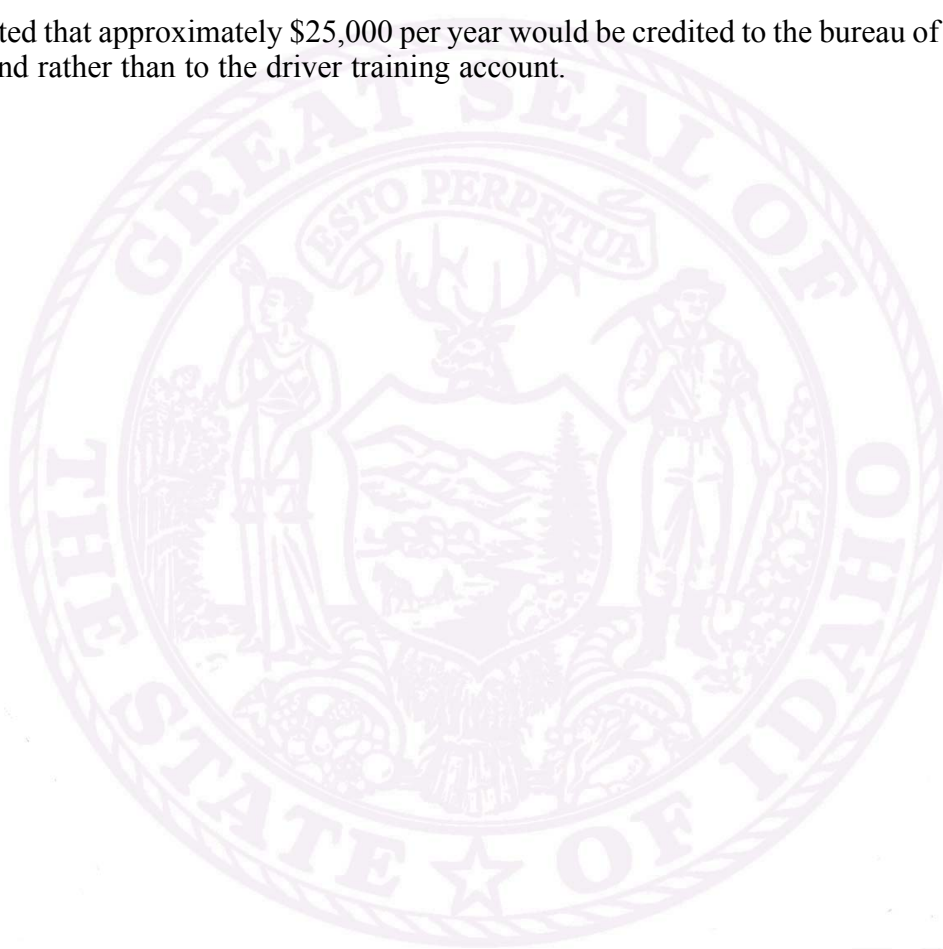 ted that approximately $25,000 per year would be credited to the bureau of
nd rather than to the driver training account.
GREAT SEAL OF
ESTO PERPETUA
THE STATE OF IDAHO